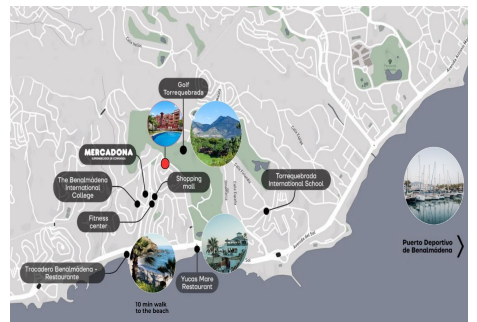 Golf
Torrequebrada
MERCADONA
The Benalmádena
International
College
Shopping
mall
Torrequebrada
International School
Fitness
center
Puerto Deportivo
de Benalmádena
Trocadero Benalmádena -
Restaurante
Yucas Mare
Restaurant
10 min walk
to the beach